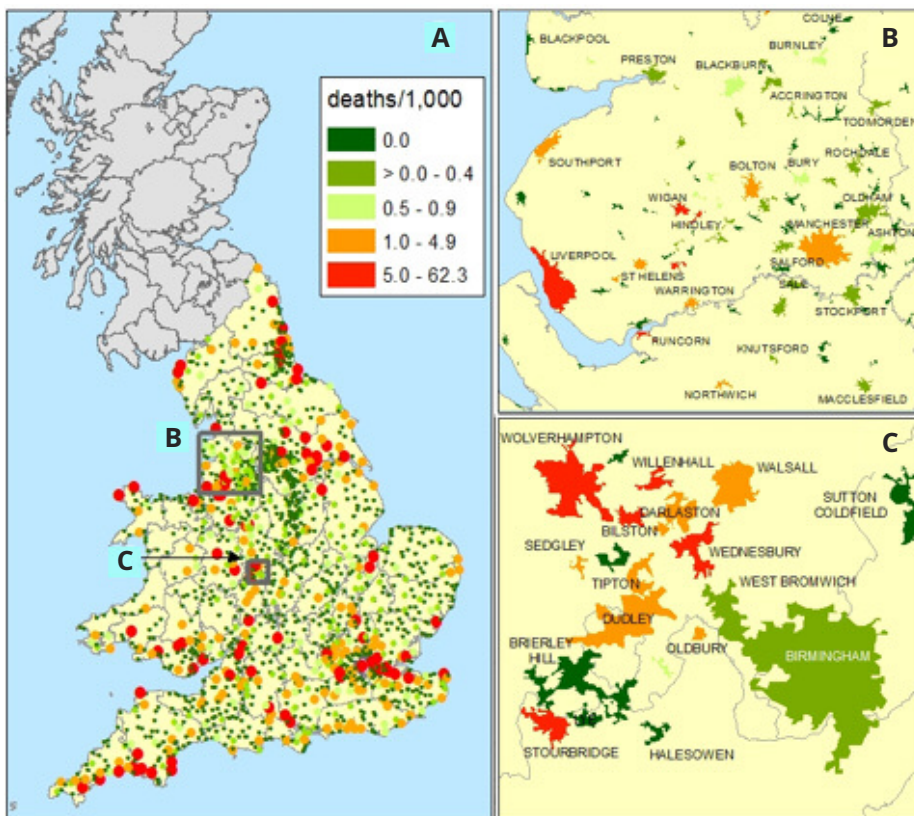 A
deaths/1,000
0.0
> 0.0 - 0.4
0.5 - 0.9
1.0 - 4.9
5.0 - 62.3
B
C
B
COLNE
BLACKPOOL
BURNLEY
PRESTON
BLACKBURN
ACCRINGTON
TODMORDEN
SOUTHPORT
BOLTON
BURY
ROCHDALE
WIGAN
HINDLEY
OLDHAM
MANCHESTER
ASHTON
LIVERPOOL
SALFORD
ST HELENS
SALE
WARRINGTON
STOCKPORT
RUNCORN
KNUTSFORD
NORTHWICH
MACCLESFIELD
C
WOLVERHAMPTON
WILLENHALL
WALSALL
SUTTON
COLDFIELD
DARLASTON
BILSTON
SEDGLEY
WEDNESBURY
TIPTON
WEST BROMWICH
DUDLEY
BRIERLEY
HILL
OLDBURY
BIRMINGHAM
STOURBRIDGE
HALESOWEN